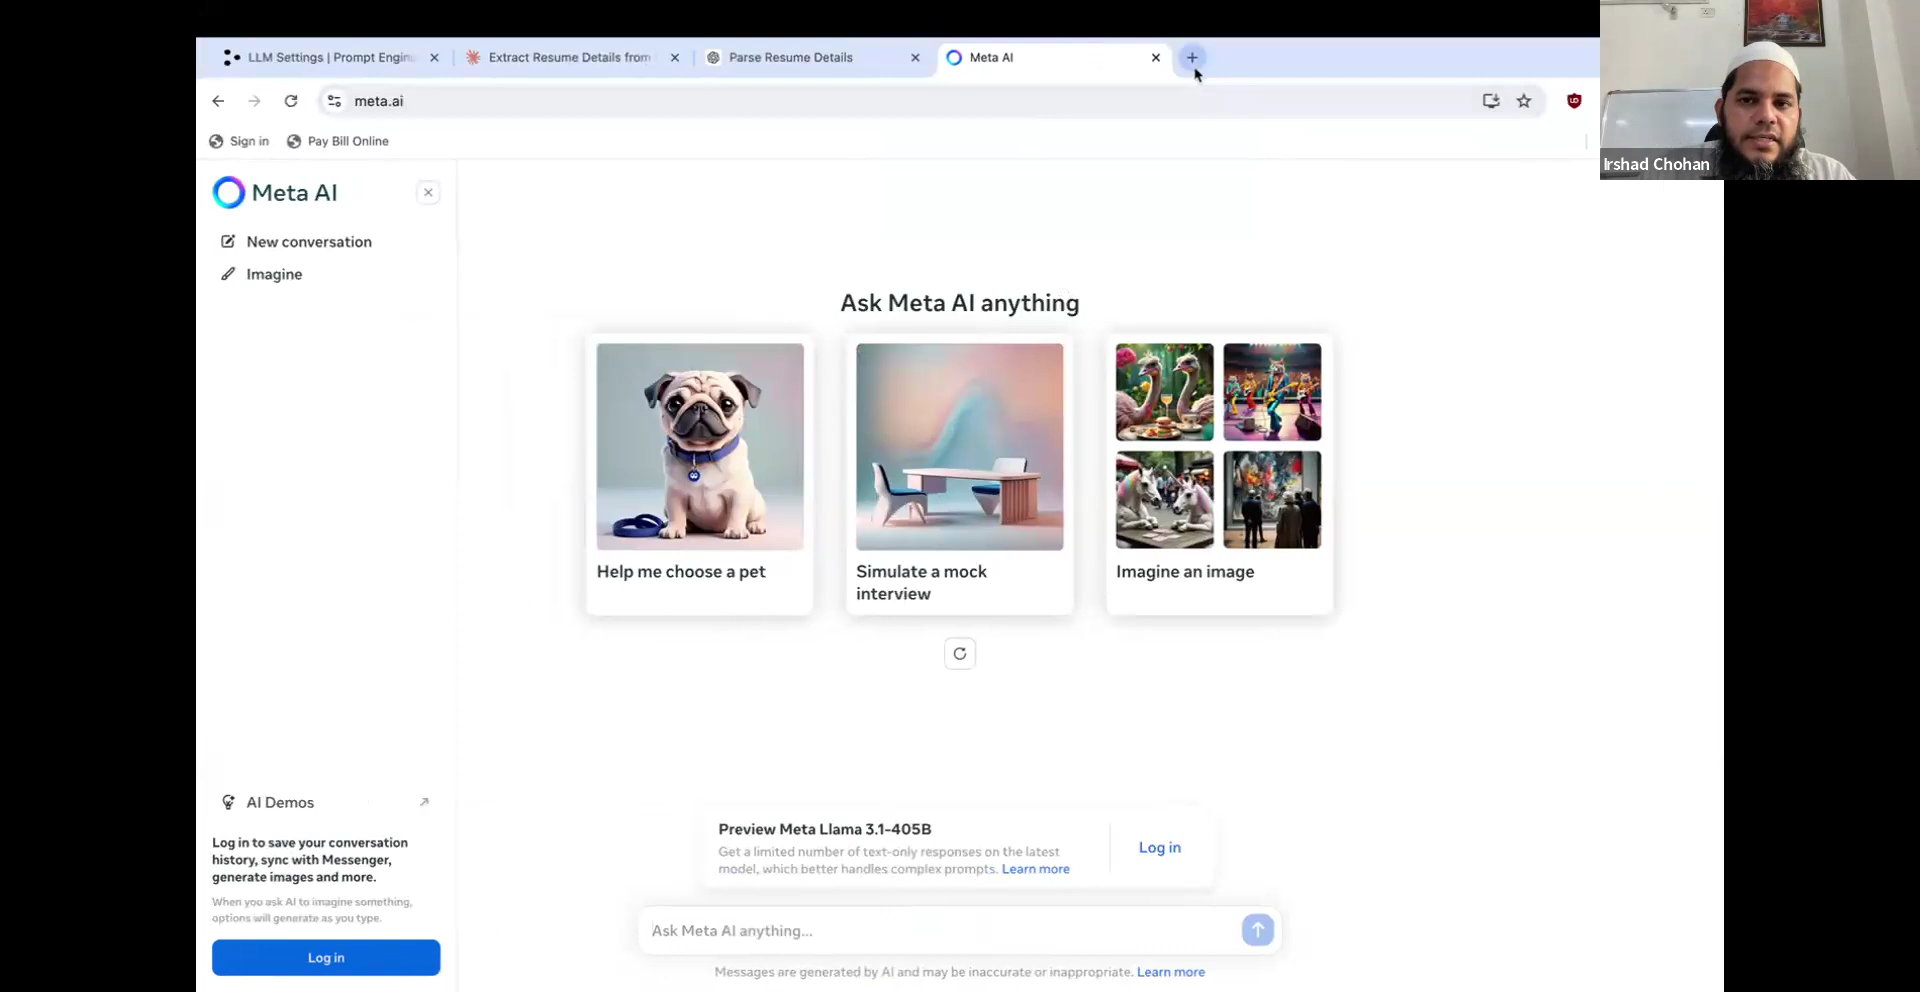 LLM Settings | Prompt Engin
Extract Resume Details from
Parse Resume Details
Meta AI
meta.ai
Sign in
Pay Bill Online
Irshad Chohan
Meta AI
New conversation
Imagine
Ask Meta AI anything
Help me choose a pet
Simulate a mock
interview
Imagine an image
AI Demos
Log in to save your conversation
history, sync with Messenger,
generate images and more.
When you ask AI to imagine something,
options will generate as you type.
Log in
Preview Meta Llama 3.1-405B
Get a limited number of text-only responses on the latest
model, which better handles complex prompts. Learn more
Log in
Ask Meta AI anything...
Messages are generated by AI and may be inaccurate or inappropriate. Learn more